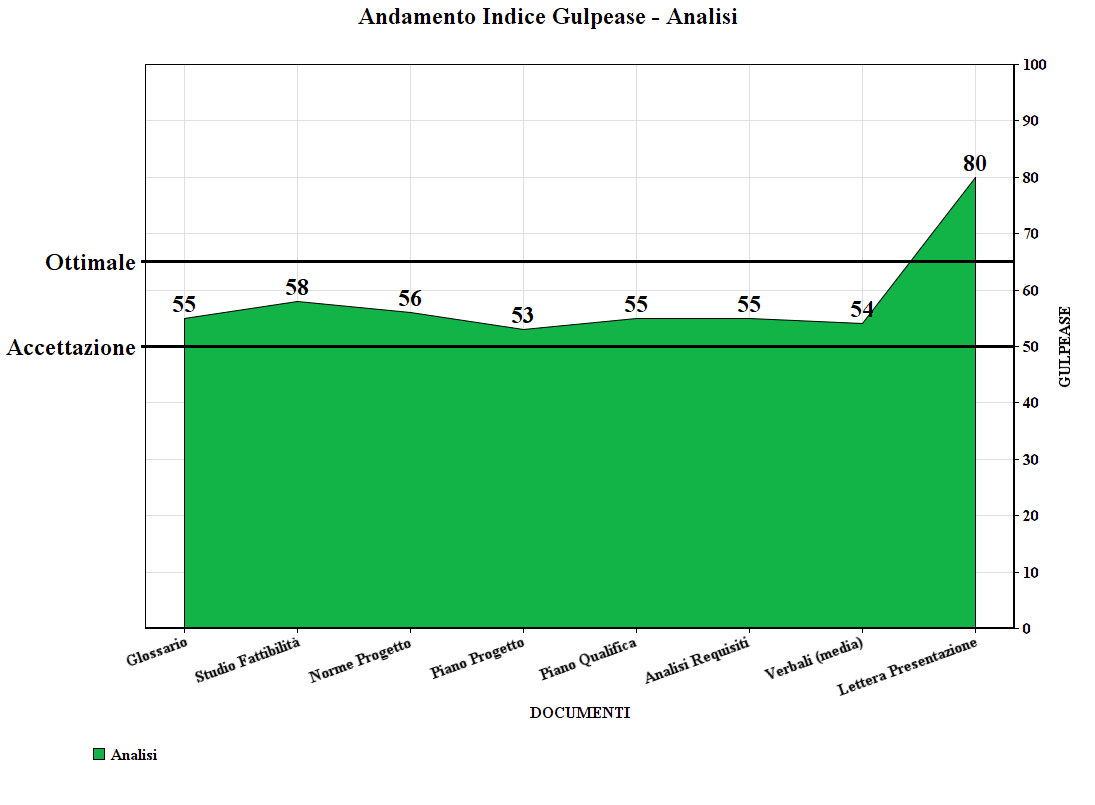 Andamento Indice Gulpease - Analisi
100
90
80
70
60
50
40
30
20
10
0
GULPEASE
Ottimale
Accettazione
55
58
56
53
55
55
54
80
Glossario
Studio Fattibilità
Norme Progetto
Piano Progetto
Piano Qualifica
Analisi Requisiti
Verbali (media)
Lettera Presentazione
DOCUMENTI
Analisi